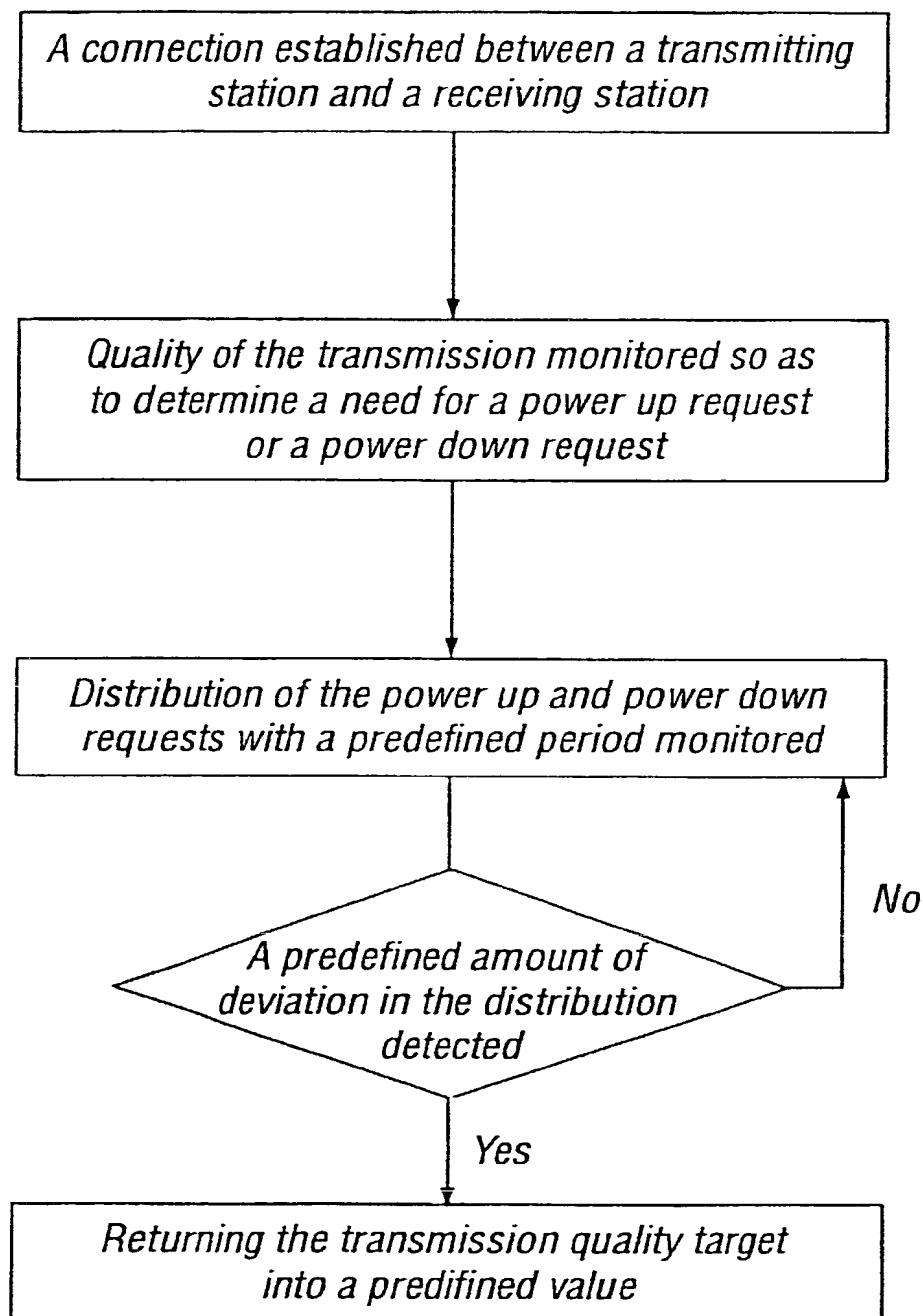 A connection established between a transmitting
station and a receiving station
Quality of the transmission monitored so as
to determine a need for a power up request
or a power down request
Distribution of the power up and power down
requests with a predefined period monitored
No
A predefined amount of
deviation in the distribution
detected
Yes
Returning the transmission quality target
into a predifined value